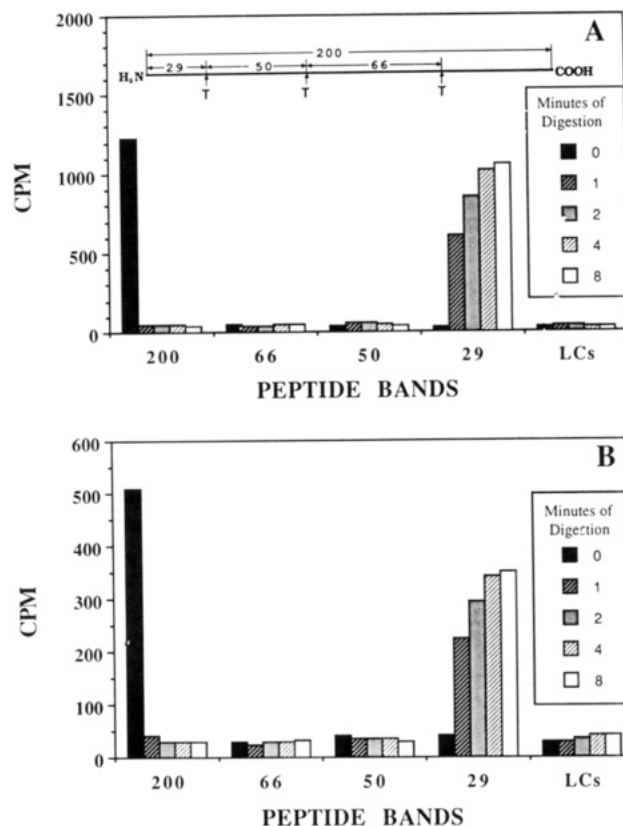 2000
1500
1000
500
0
CPM
A
200
H₂N
29
50
66
COOH
T
T
T
Minutes of
Digestion
0
1
2
4
8
200
66
50
29
LCs
PEPTIDE BANDS
600
500
400
300
200
100
0
CPM
B
Minutes of
Digestion
0
1
2
4
8
200
66
50
29
LCs
PEPTIDE BANDS